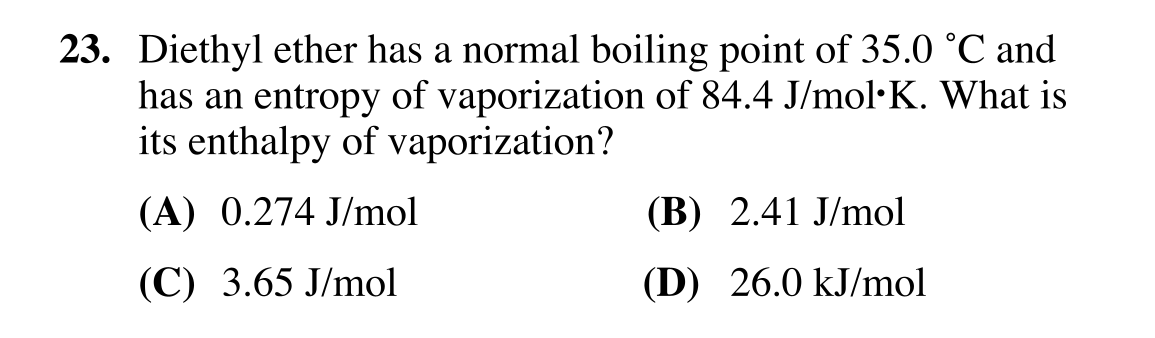 23. Diethyl ether has a normal boiling point of 35.0 ˚C and
has an entropy of vaporization of 84.4 J/mol•K. What is
its enthalpy of vaporization?
(A) 0.274 J/mol (B) 2.41 J/mol
(C) 3.65 J/mol (D) 26.0 kJ/mol